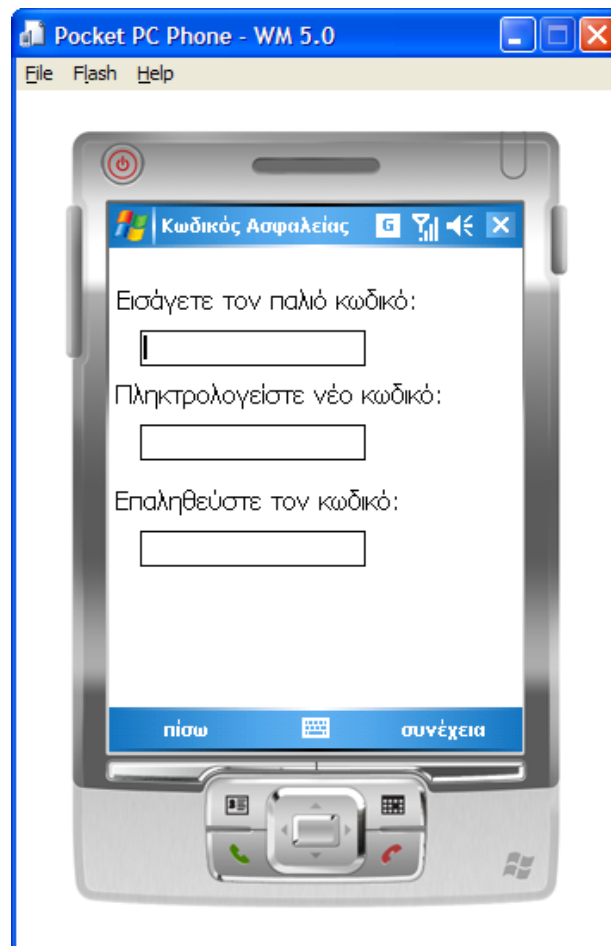 Pocket PC Phone - WM 5.0
File Flash Help
Κωδικός Ασφαλείας G
Εισάγετε τον παλιό κωδικό:
Πληκτρολογείστε νέο κωδικό:
Επαληθεύστε τον κωδικό:
πίσω συνέχεια